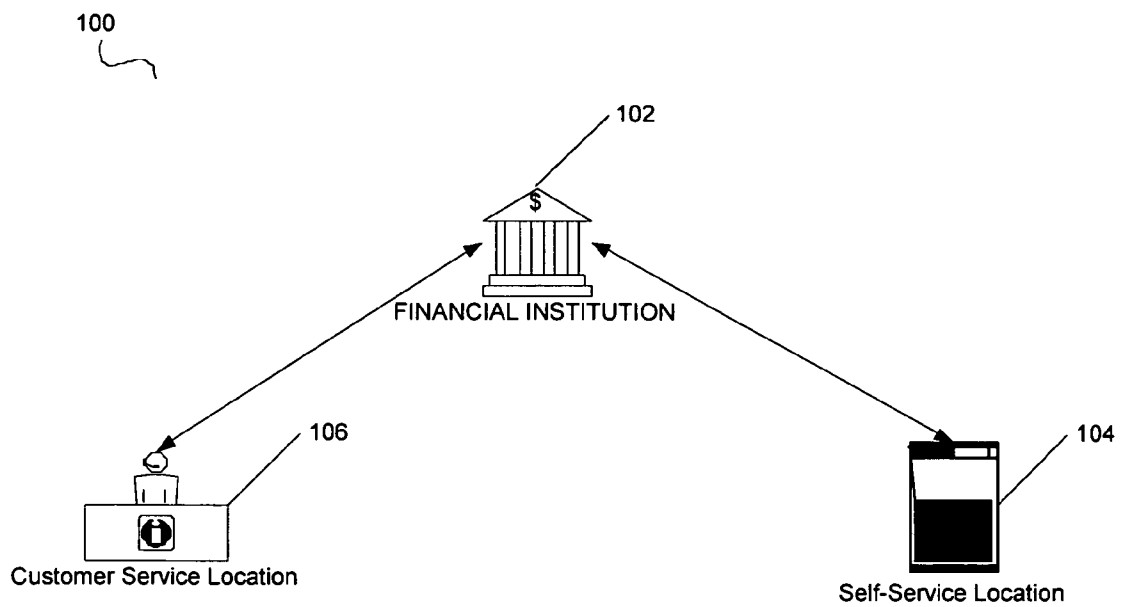 100
102
$
FINANCIAL INSTITUTION
106
104
i
Customer Service Location
Self-Service Location